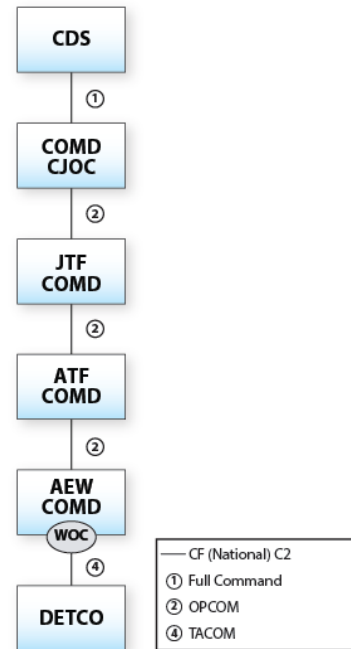 CDS
①
COMD
CJOC
②
JTF
COMD
②
ATF
COMD
②
AEW
COMD
WOC
④
DETCO
CF (National) C2
① Full Command
② OPCOM
④ TACOM